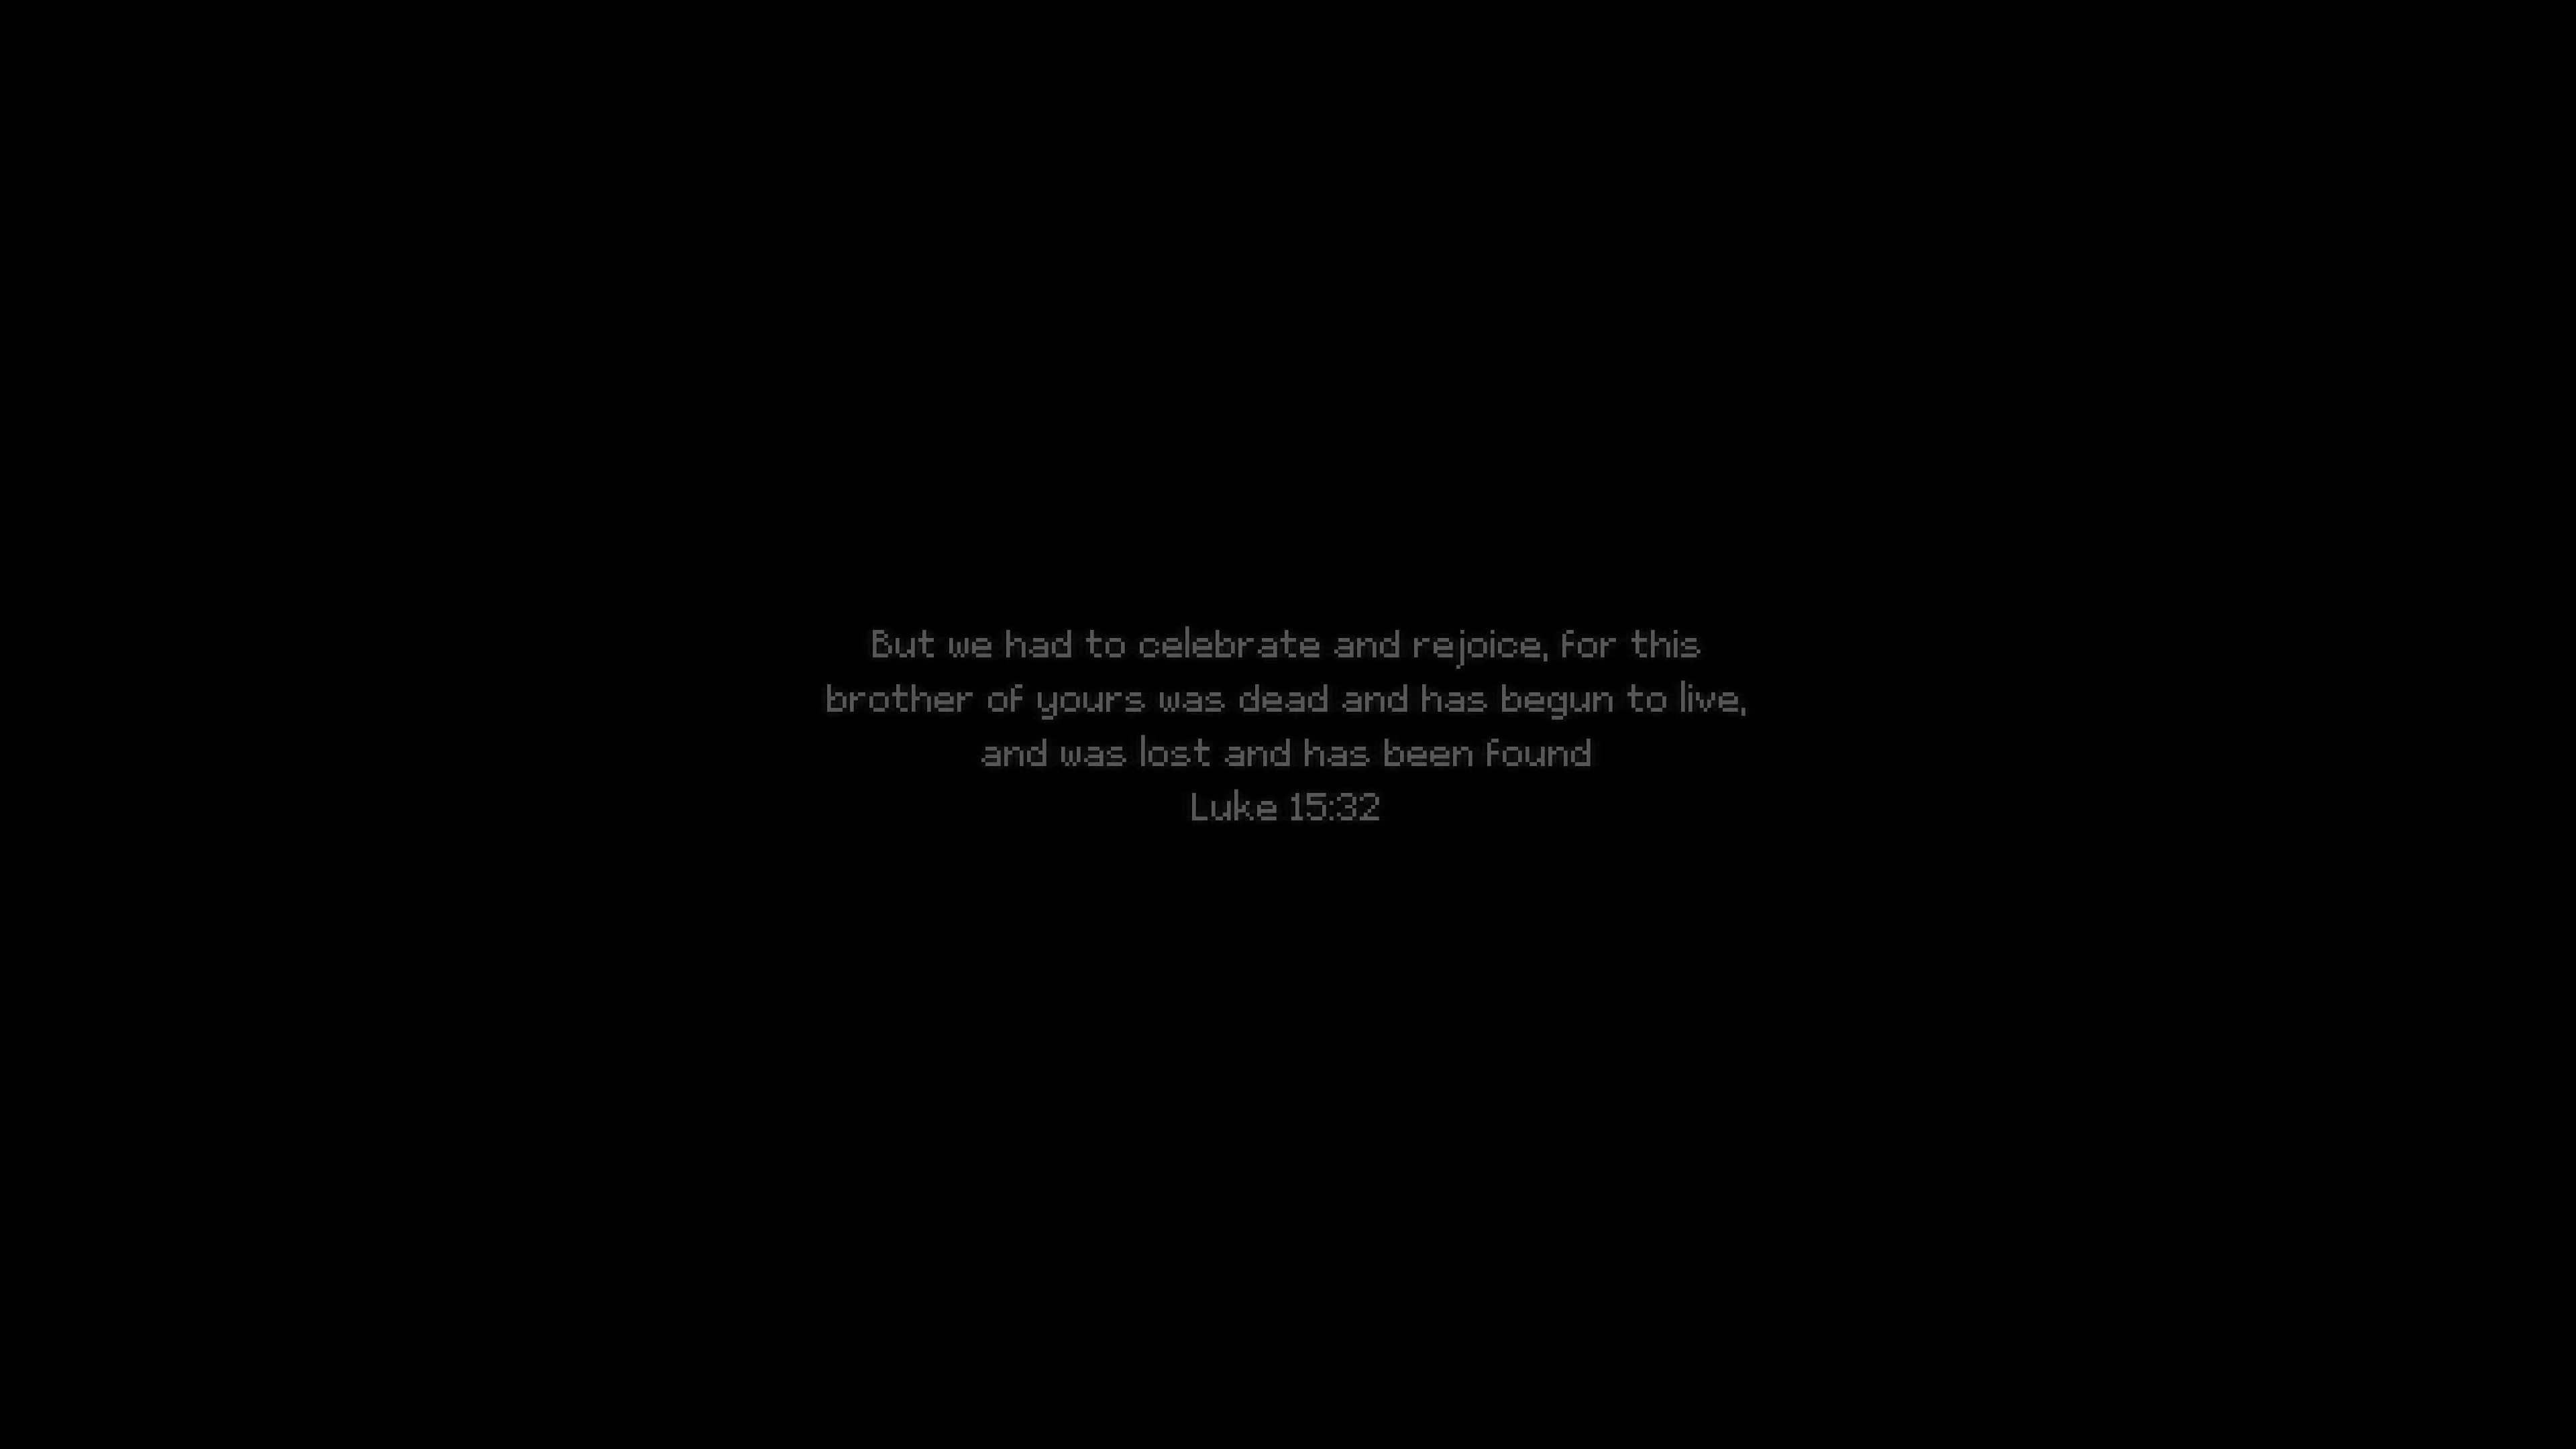 But we had to celebrate and rejoice, for this
brother of yours was dead and has begun to live,
and was lost and has been found
Luke 15:32